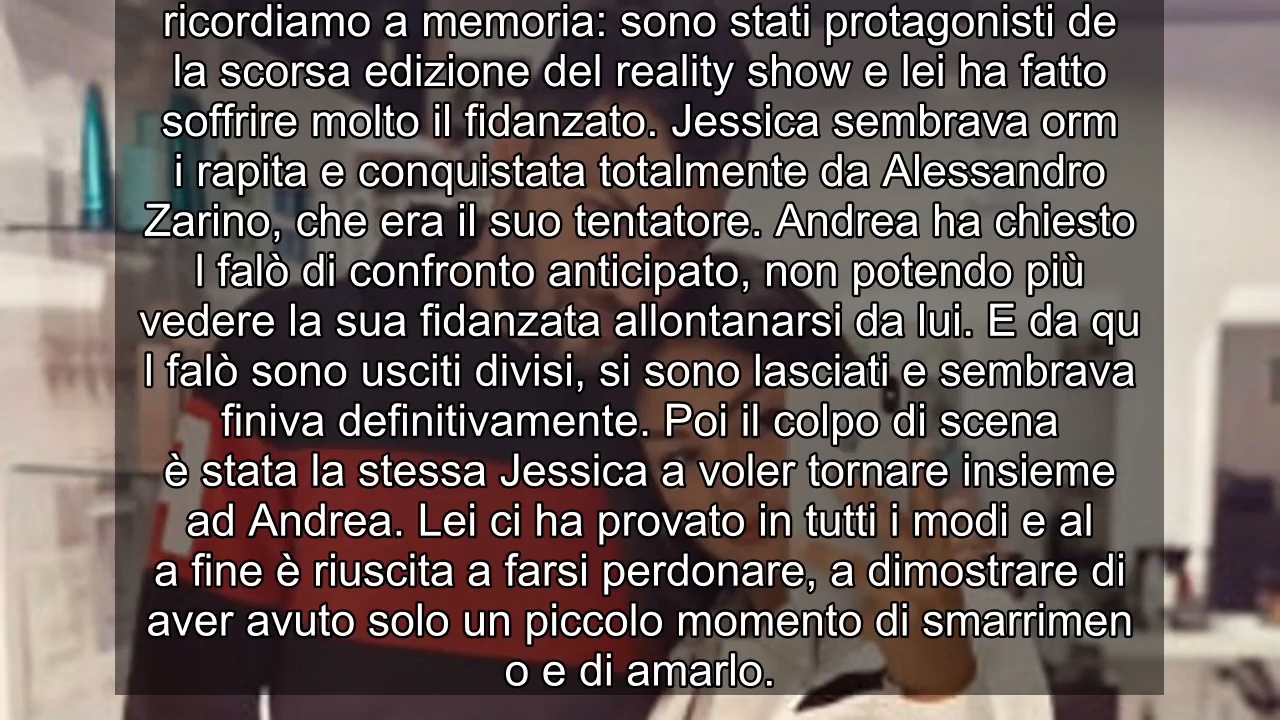 ricordiamo a memoria: sono stati protagonisti de
la scorsa edizione del reality show e lei ha fatto
soffrire molto il fidanzato. Jessica sembrava orm
i rapita e conquistata totalmente da Alessandro
Zarino, che era il suo tentatore. Andrea ha chiesto
l falò di confronto anticipato, non potendo più
vedere la sua fidanzata allontanarsi da lui. E da qu
l falò sono usciti divisi, si sono lasciati e sembrava
finiva definitivamente. Poi il colpo di scena
è stata la stessa Jessica a voler tornare insieme
ad Andrea. Lei ci ha provato in tutti i modi e al
a fine è riuscita a farsi perdonare, a dimostrare di
aver avuto solo un piccolo momento di smarrimen
o e di amarlo.